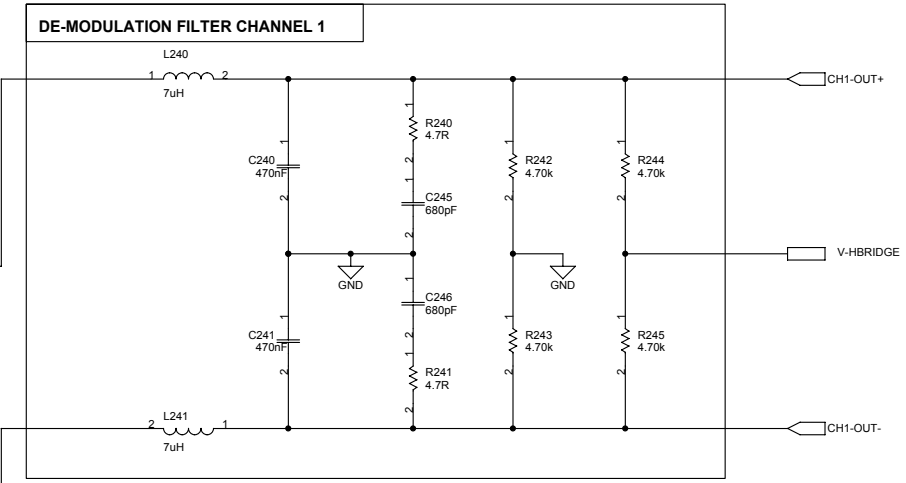 DE-MODULATION FILTER CHANNEL 1
L240
1 2
7uH
CH1-OUT+
1 1 1 1
R240
4.7R
C240
470nF
R242
4.70k
R244
4.70k
2 2 2 2
1
C245
680pF
2
V-HBRIDGE
GND
GND
1
C246
680pF
1 1 1
C241
470nF
R243
4.70k
R245
4.70k
2
1
R241
4.7R
2 2 2 2
L241
2 1
7uH
CH1-OUT-